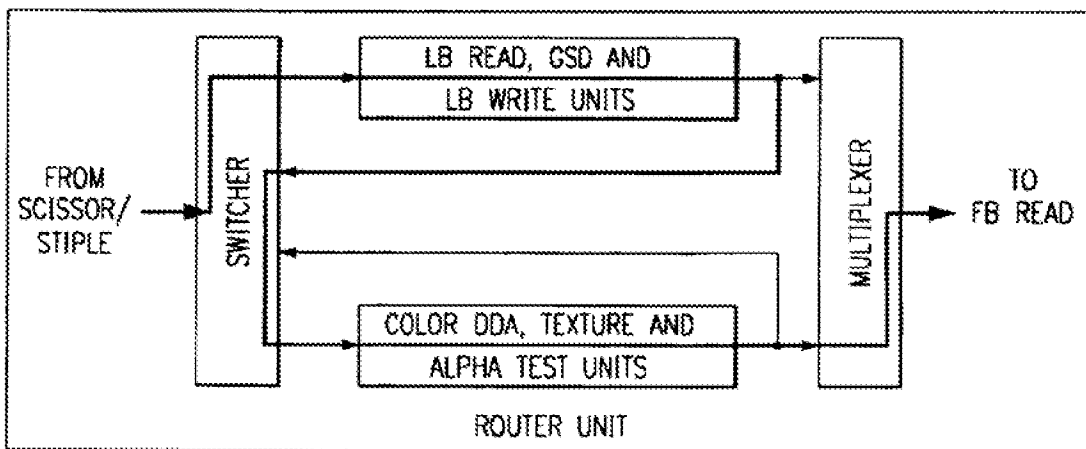 LB READ, GSD AND
LB WRITE UNITS
FROM
SCISSOR/
STIPLE
SWITCHER
MULTIPLEXER
TO
FB READ
COLOR DDA, TEXTURE AND
ALPHA TEST UNITS
ROUTER UNIT